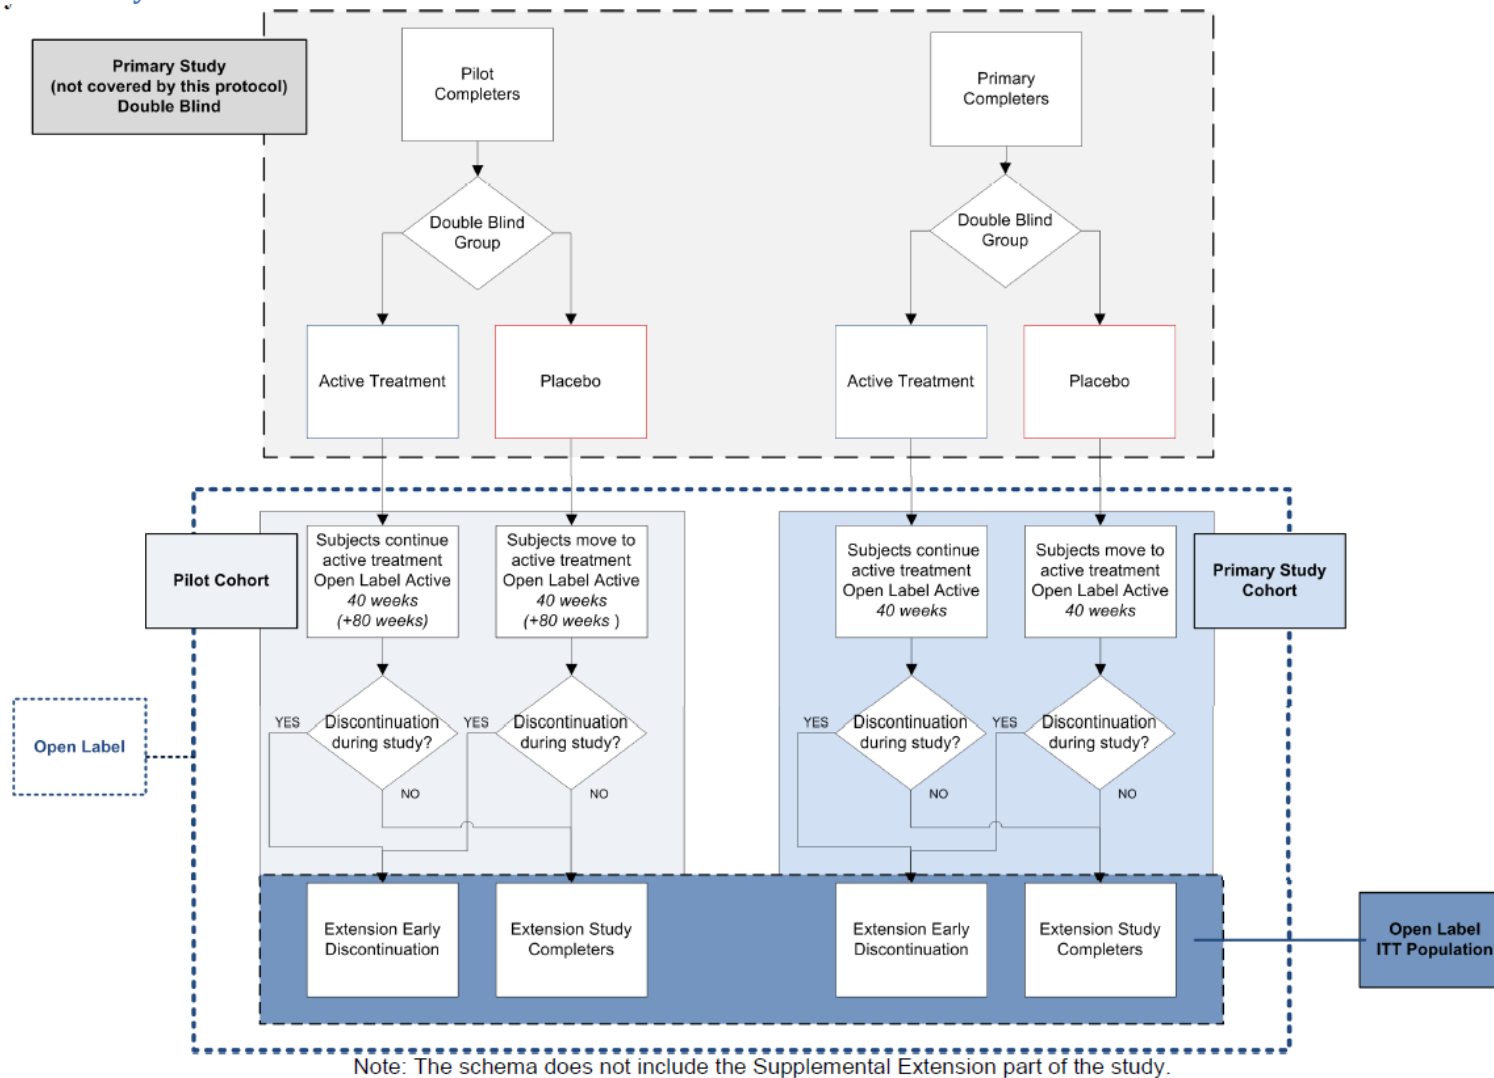 Primary Study
(not covered by this protocol)
Double Blind
Pilot
Completers
Primary
Completers
Double Blind
Group
Double Blind
Group
Active Treatment
Placebo
Active Treatment
Placebo
Pilot Cohort
Subjects continue
active treatment
Open Label Active
40 weeks
(+80 weeks)
Subjects move to
active treatment
Open Label Active
40 weeks
(+80 weeks )
Subjects continue
active treatment
Open Label Active
40 weeks
Subjects move to
active treatment
Open Label Active
40 weeks
Primary Study
Cohort
Open Label
YES
Discontinuation
during study?
NO
YES
Discontinuation
during study?
NO
YES
Discontinuation
during study?
NO
YES
Discontinuation
during study?
NO
Extension Early
Discontinuation
Extension Study
Completers
Extension Early
Discontinuation
Extension Study
Completers
Open Label
ITT Population
Note: The schema does not include the Supplemental Extension part of the study.